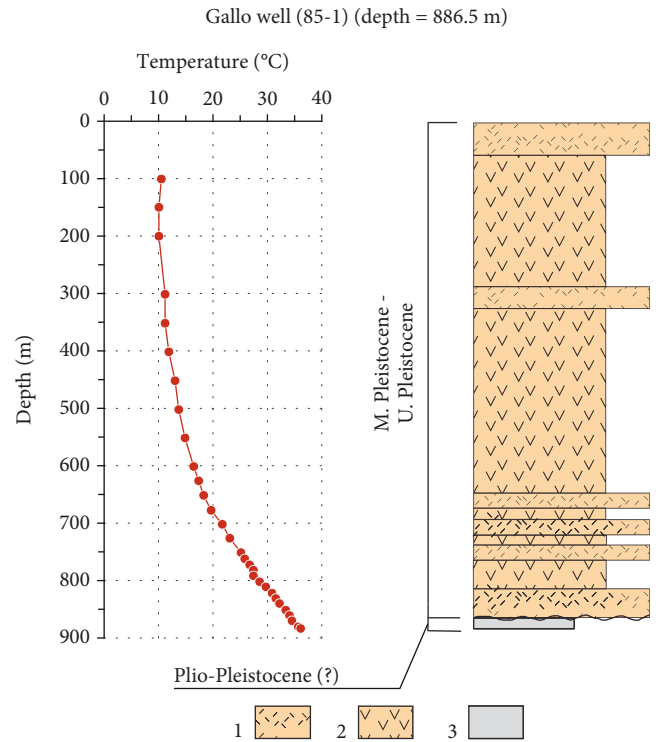 Gallo well (85-1) (depth = 886.5 m)
Temperature (°C)
0 10 20 30 40
0
100
200
300
400
500
600
700
800
900
Depth (m)
M. Pleistocene -
U. Pleistocene
Plio-Pleistocene (?)
1 2 3